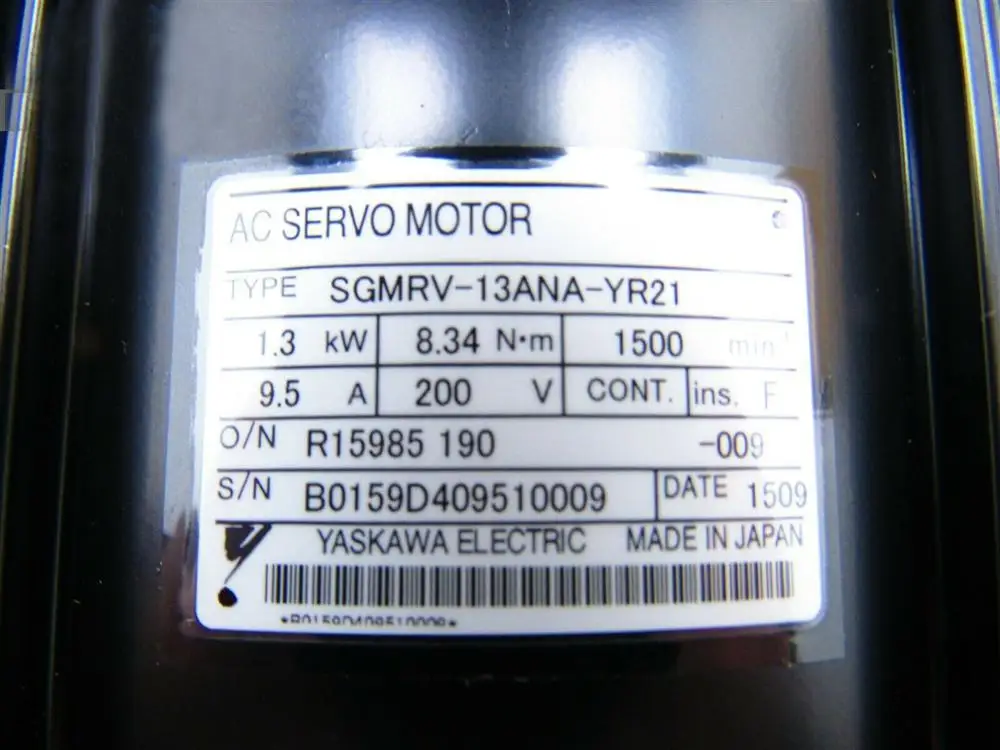 AC SERVO MOTOR
TYPE SGMRV-13ANA-YR21
1.3 kW 8.34 N·m 1500 min⁻¹
9.5 A 200 V CONT. ins. F
O/N R15985 190 -009
S/N B0159D409510009 DATE 1509
YASKAWA ELECTRIC MADE IN JAPAN
*B0159D409510009*